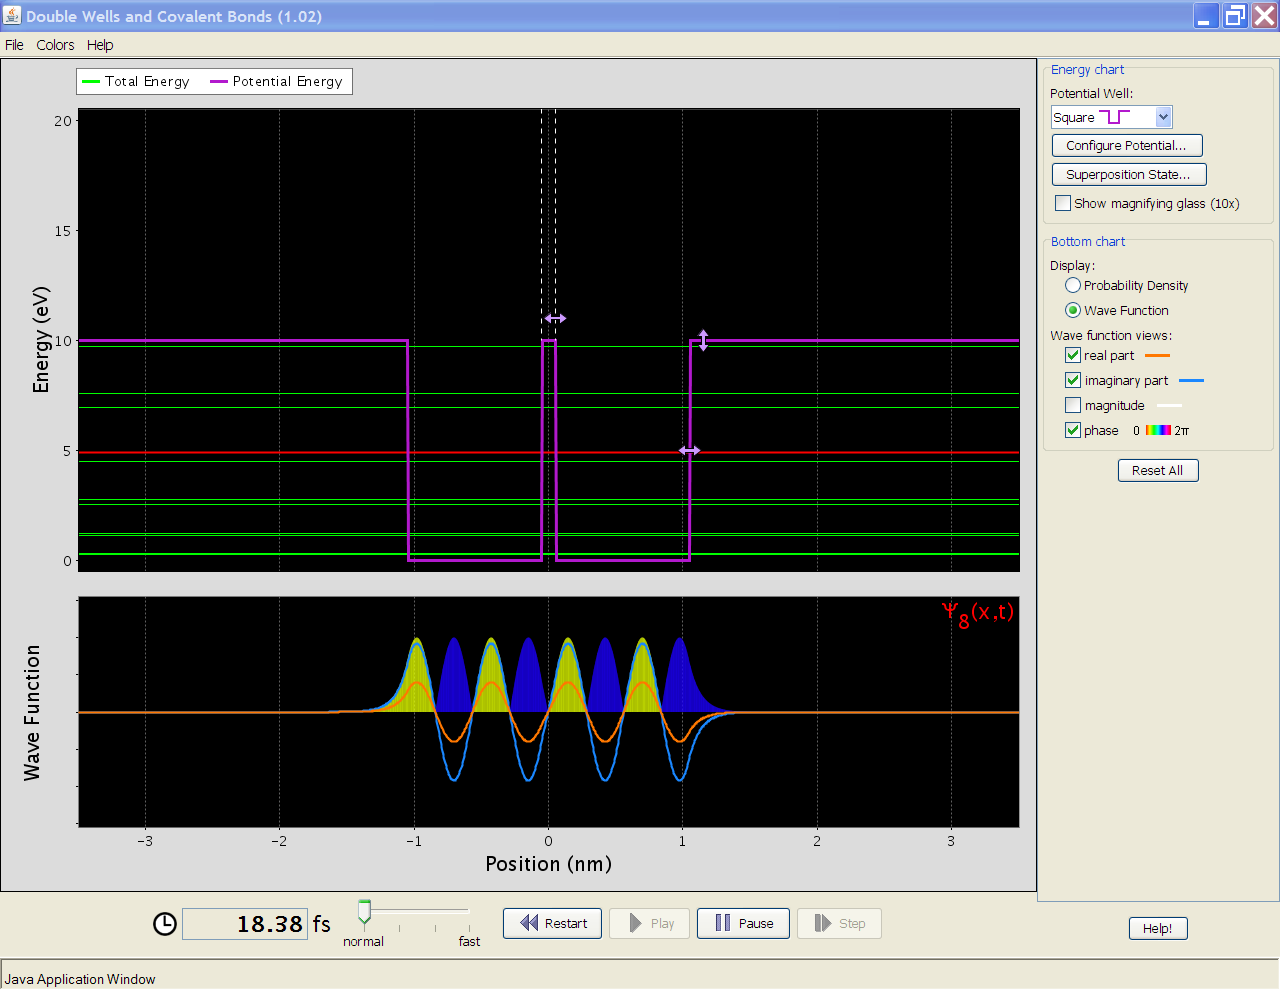 Double Wells and Covalent Bonds (1.02)
File Colors Help
Total Energy Potential Energy
20
15
10
5
0
Energy (eV)
Ψ8(x,t)
Wave Function
-3 -2 -1 0 1 2 3
Position (nm)
Energy chart
Potential Well:
Square
Configure Potential...
Superposition State...
Show magnifying glass (10x)
Bottom chart
Display:
Probability Density
Wave Function
Wave function views:
real part
imaginary part
magnitude
phase 0 2π
Reset All
18.38 fs
normal fast
Restart Play Pause Step
Help!
Java Application Window